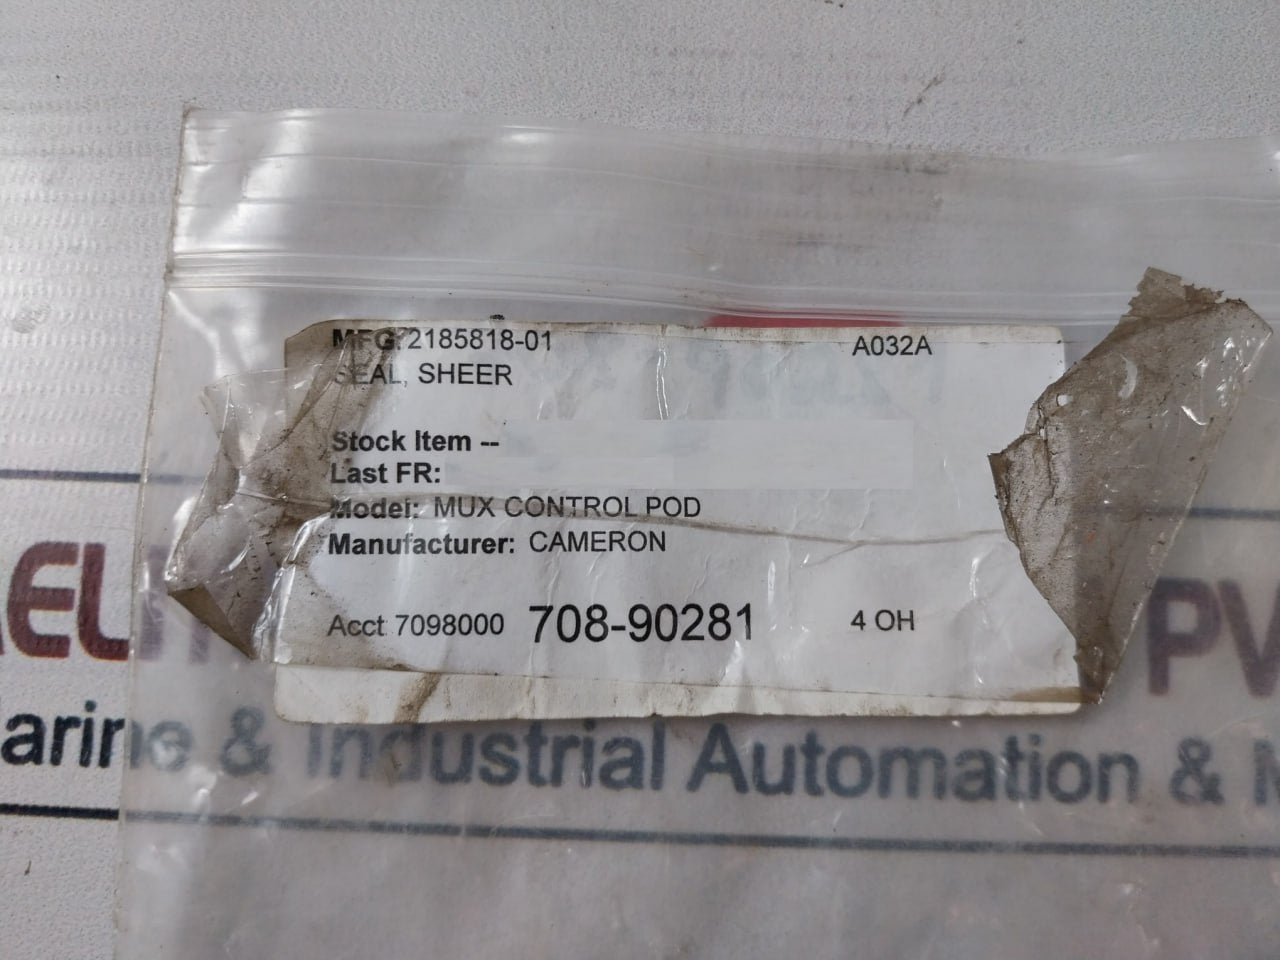 MFG: 2185818-01 A032A
SEAL, SHEER
Stock Item --
Last FR:
Model: MUX CONTROL POD
Manufacturer: CAMERON
Acct 7098000 708-90281 4 OH
& Industrial Automation &